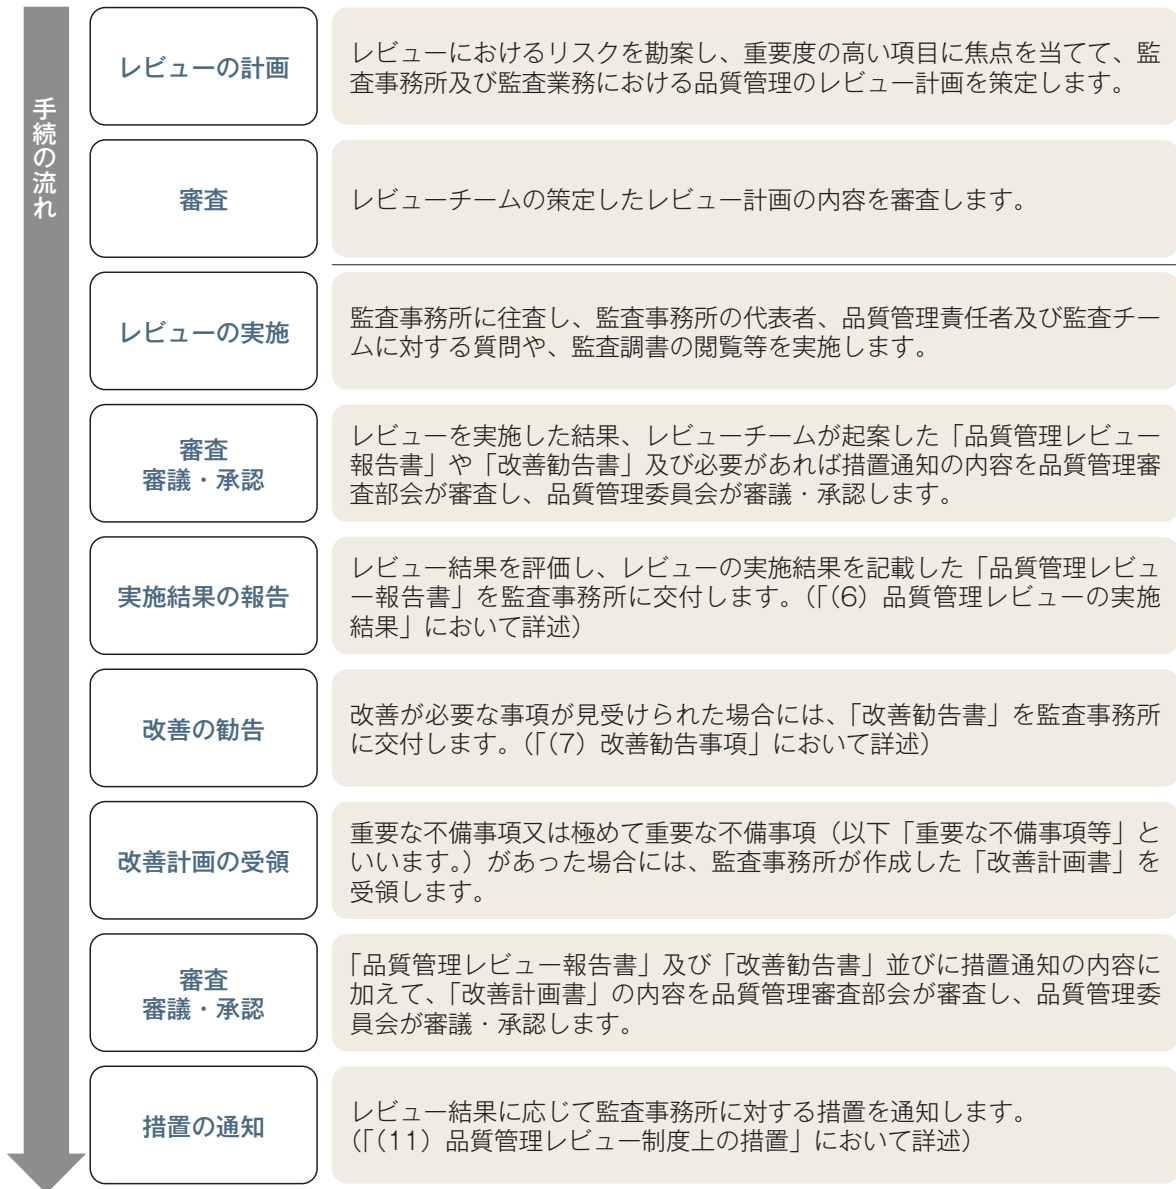 手続の流れ
レビューの計画
レビューにおけるリスクを勘案し、重要度の高い項目に焦点を当てて、監
査事務所及び監査業務における品質管理のレビュー計画を策定します。
審査
レビューチームの策定したレビュー計画の内容を審査します。
レビューの実施
監査事務所に往査し、監査事務所の代表者、品質管理責任者及び監査チー
ムに対する質問や、監査調書の閲覧等を実施します。
審査
審議・承認
レビューを実施した結果、レビューチームが起案した「品質管理レビュー
報告書」や「改善勧告書」及び必要があれば措置通知の内容を品質管理審
査部会が審査し、品質管理委員会が審議・承認します。
実施結果の報告
レビュー結果を評価し、レビューの実施結果を記載した「品質管理レビュ
ー報告書」を監査事務所に交付します。(「(6) 品質管理レビューの実施
結果」において詳述)
改善の勧告
改善が必要な事項が見受けられた場合には、「改善勧告書」を監査事務所
に交付します。(「(7) 改善勧告事項」において詳述)
改善計画の受領
重要な不備事項又は極めて重要な不備事項(以下「重要な不備事項等」と
いいます。)があった場合には、監査事務所が作成した「改善計画書」を
受領します。
審査
審議・承認
「品質管理レビュー報告書」及び「改善勧告書」並びに措置通知の内容に
加えて、「改善計画書」の内容を品質管理審査部会が審査し、品質管理委
員会が審議・承認します。
措置の通知
レビュー結果に応じて監査事務所に対する措置を通知します。
(「(11) 品質管理レビュー制度上の措置」において詳述)